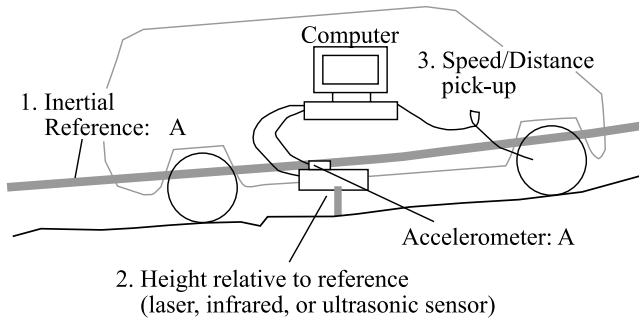 Computer
3. Speed/Distance
pick-up
1. Inertial
Reference: A
Accelerometer: A
2. Height relative to reference
(laser, infrared, or ultrasonic sensor)